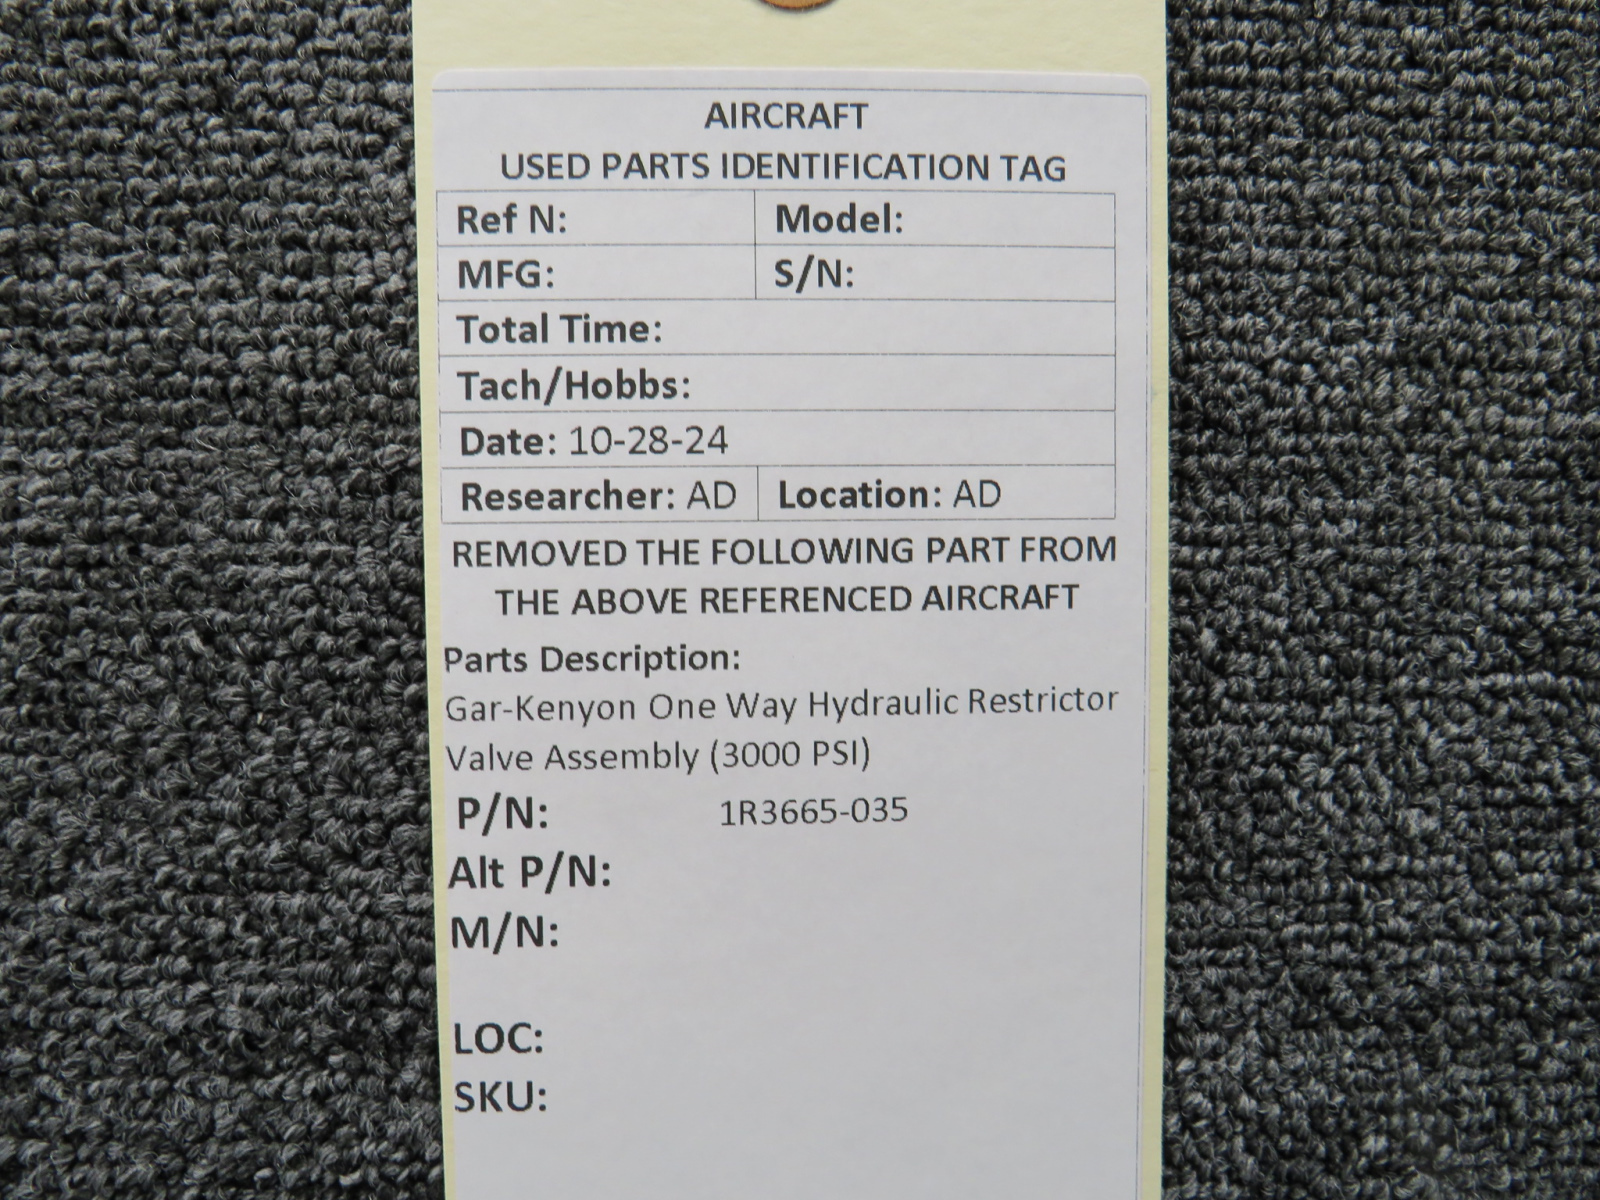 AIRCRAFT
USED PARTS IDENTIFICATION TAG
Ref N: Model:
MFG: S/N:
Total Time:
Tach/Hobbs:
Date: 10-28-24
Researcher: AD Location: AD
REMOVED THE FOLLOWING PART FROM
THE ABOVE REFERENCED AIRCRAFT
Parts Description:
Gar-Kenyon One Way Hydraulic Restrictor
Valve Assembly (3000 PSI)
P/N: 1R3665-035
Alt P/N:
M/N:
LOC:
SKU: